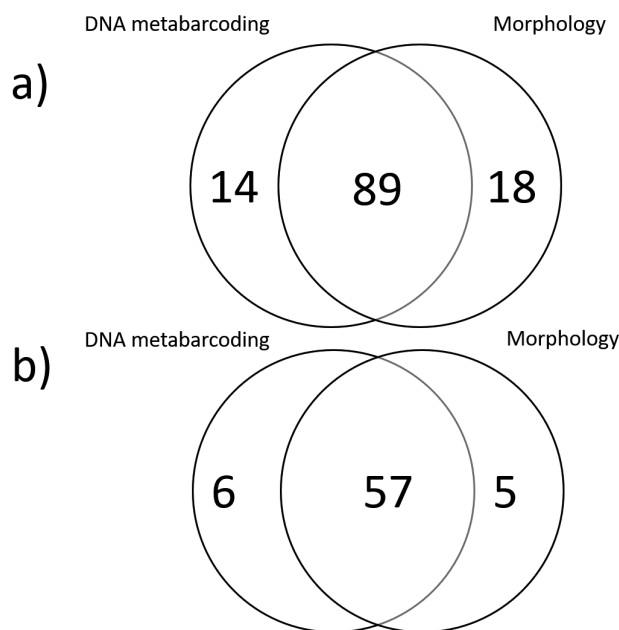 DNA metabarcoding Morphology
a)
14 89 18
DNA metabarcoding Morphology
b)
6 57 5